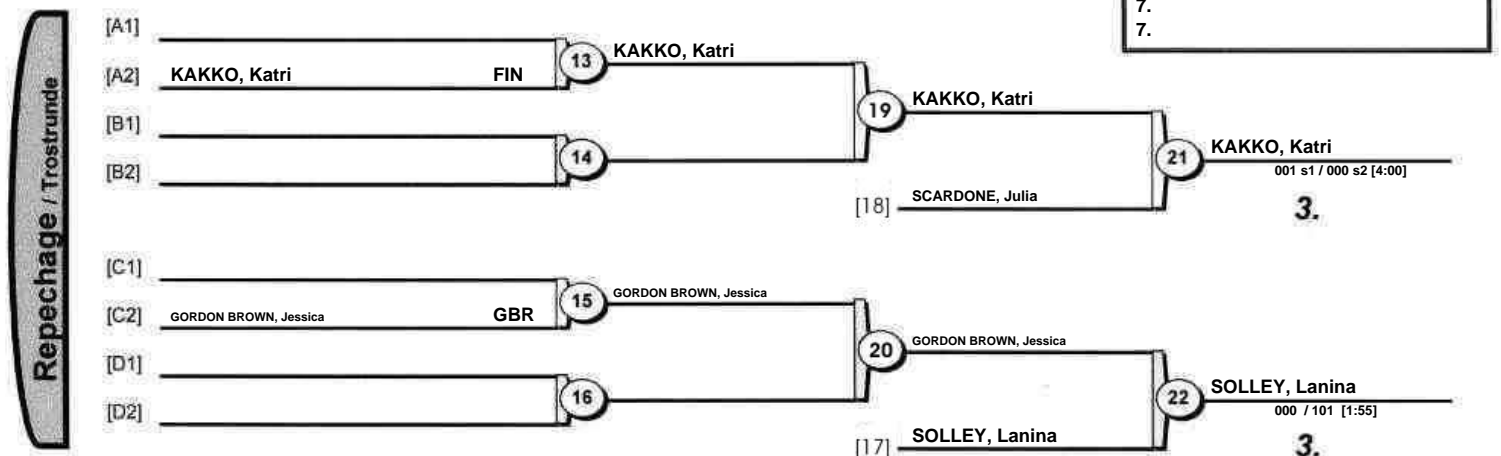 7.
7.
Repechage / Trostrunde
[A1]
[A2] KAKKO, Katri FIN
13 KAKKO, Katri
[B1]
[B2]
14
19 KAKKO, Katri
[18] SCARDONE, Julia
21 KAKKO, Katri
001 s1 / 000 s2 [4:00]
3.
[C1]
[C2] GORDON BROWN, Jessica GBR
15 GORDON BROWN, Jessica
[D1]
[D2]
16
20 GORDON BROWN, Jessica
[17] SOLLEY, Lanina
22 SOLLEY, Lanina
000 / 101 [1:55]
3.